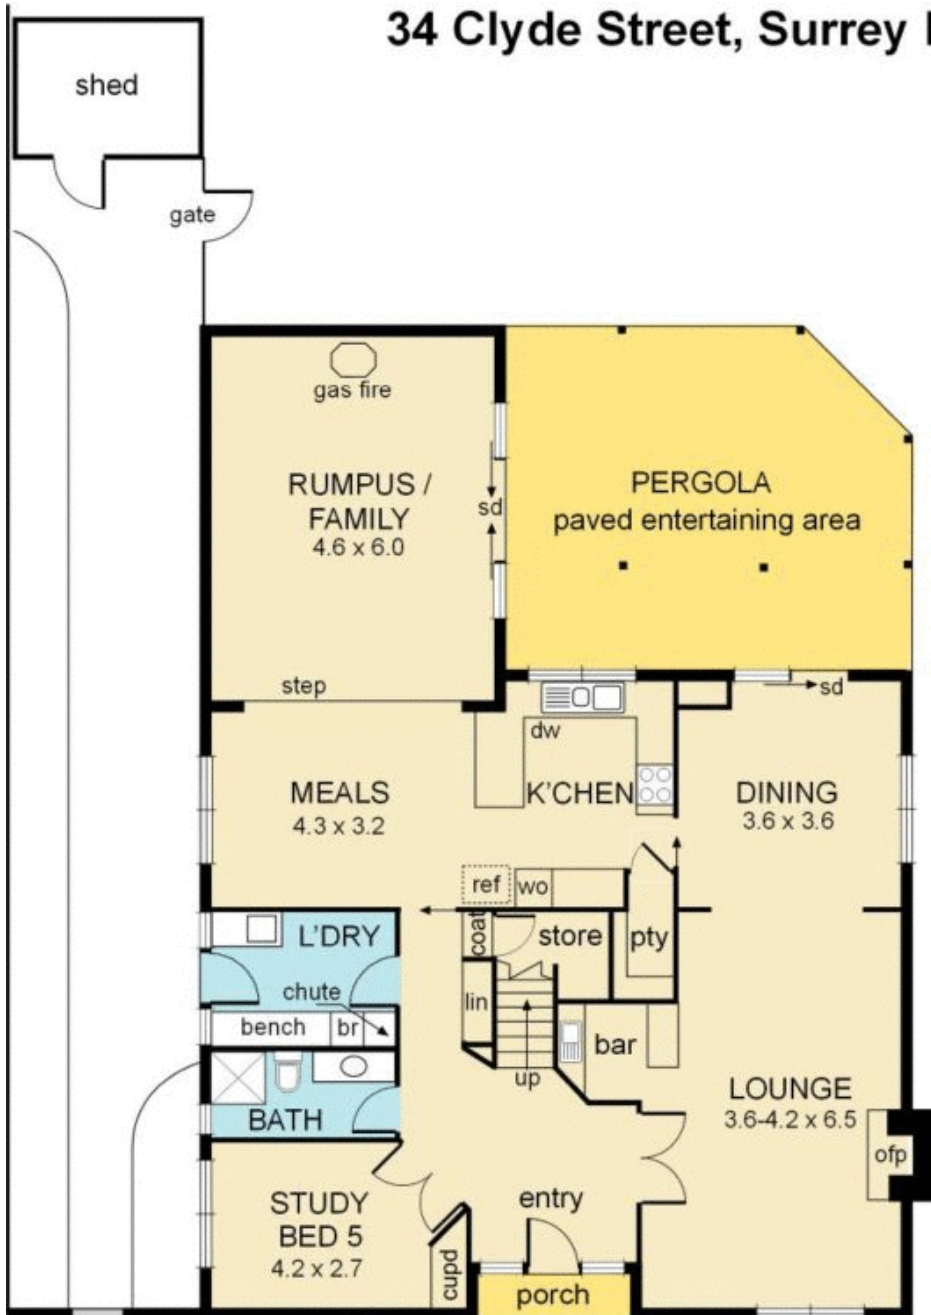 34 Clyde Street, Surrey
shed
gate
gas fire
RUMPUS /
FAMILY
4.6 x 6.0
sd
PERGOLA
paved entertaining area
step
sd
dw
MEALS
4.3 x 3.2
K'CHEN
DINING
3.6 x 3.6
ref
wo
L'DRY
coat
store
pty
chute
lin
bench
br
bar
up
BATH
LOUNGE
3.6-4.2 x 6.5
ofp
STUDY
BED 5
4.2 x 2.7
entry
cupd
porch